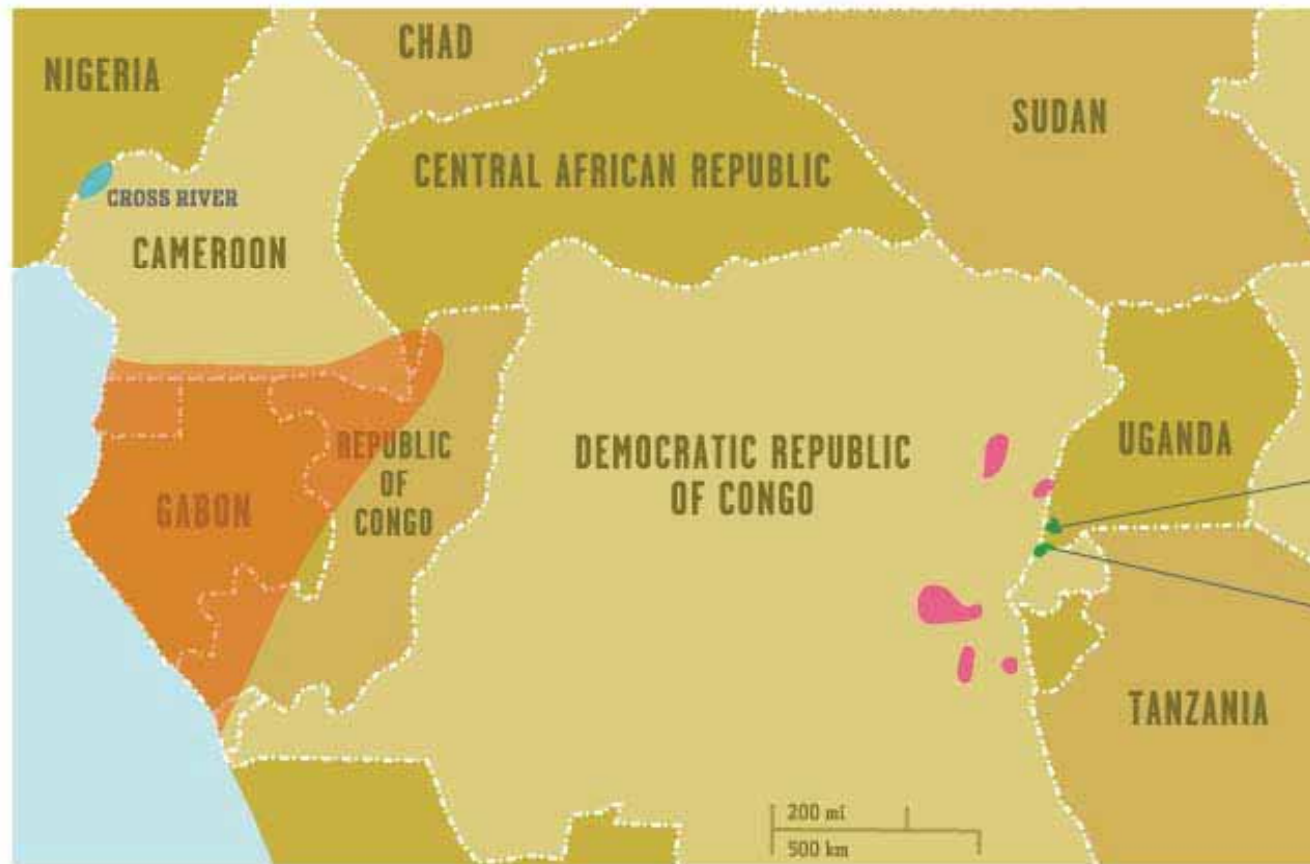 CHAD
NIGERIA
SUDAN
CENTRAL AFRICAN REPUBLIC
CROSS RIVER
CAMEROON
UGANDA
REPUBLIC
OF
CONGO
DEMOCRATIC REPUBLIC
OF CONGO
GABON
TANZANIA
200 mi
500 km